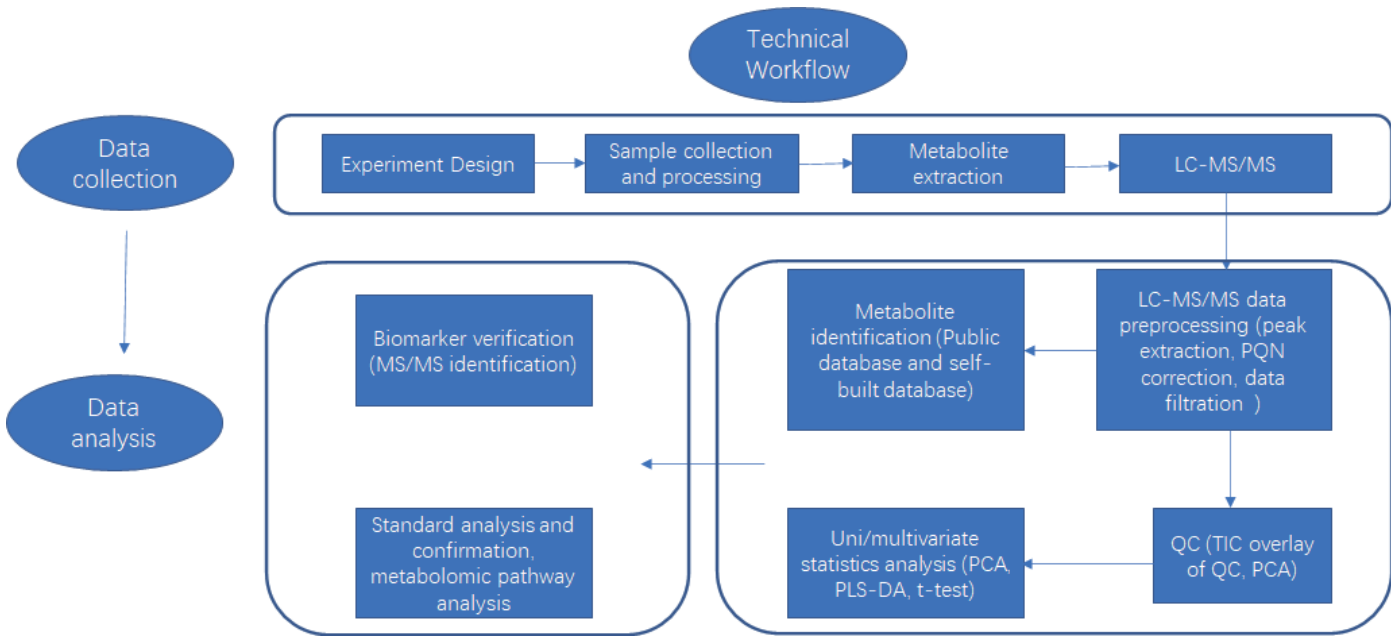 Technical
Workflow
Data
collection
Experiment Design
Sample collection
and processing
Metabolite
extraction
LC-MS/MS
Data
analysis
Biomarker verification
(MS/MS identification)
Metabolite
identification (Public
database and self-
built database)
LC-MS/MS data
preprocessing (peak
extraction, PQN
correction, data
filtration )
Standard analysis and
confirmation,
metabolomic pathway
analysis
Uni/multivariate
statistics analysis (PCA,
PLS-DA, t-test)
QC (TIC overlay
of QC, PCA)